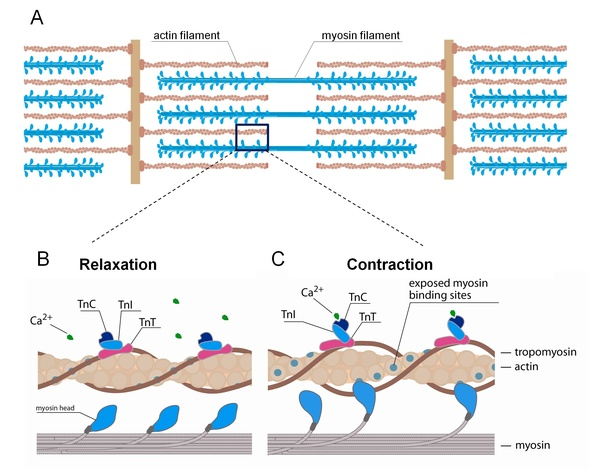 A
actin filament
myosin filament
B
Relaxation
TnC
TnI
TnT
Ca2+
myosin head
C
Contraction
Ca2+
TnC
TnI
TnT
exposed myosin
binding sites
tropomyosin
actin
myosin